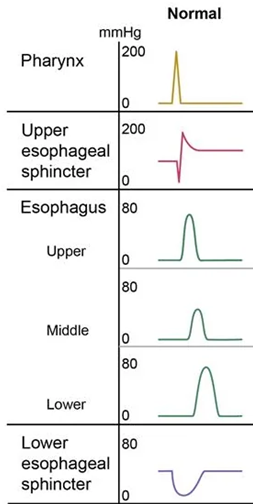 Normal
mmHg
Pharynx
200
0
Upper
esophageal
sphincter
200
0
Esophagus
80
Upper
0
80
Middle
0
80
Lower
0
Lower
esophageal
sphincter
80
0